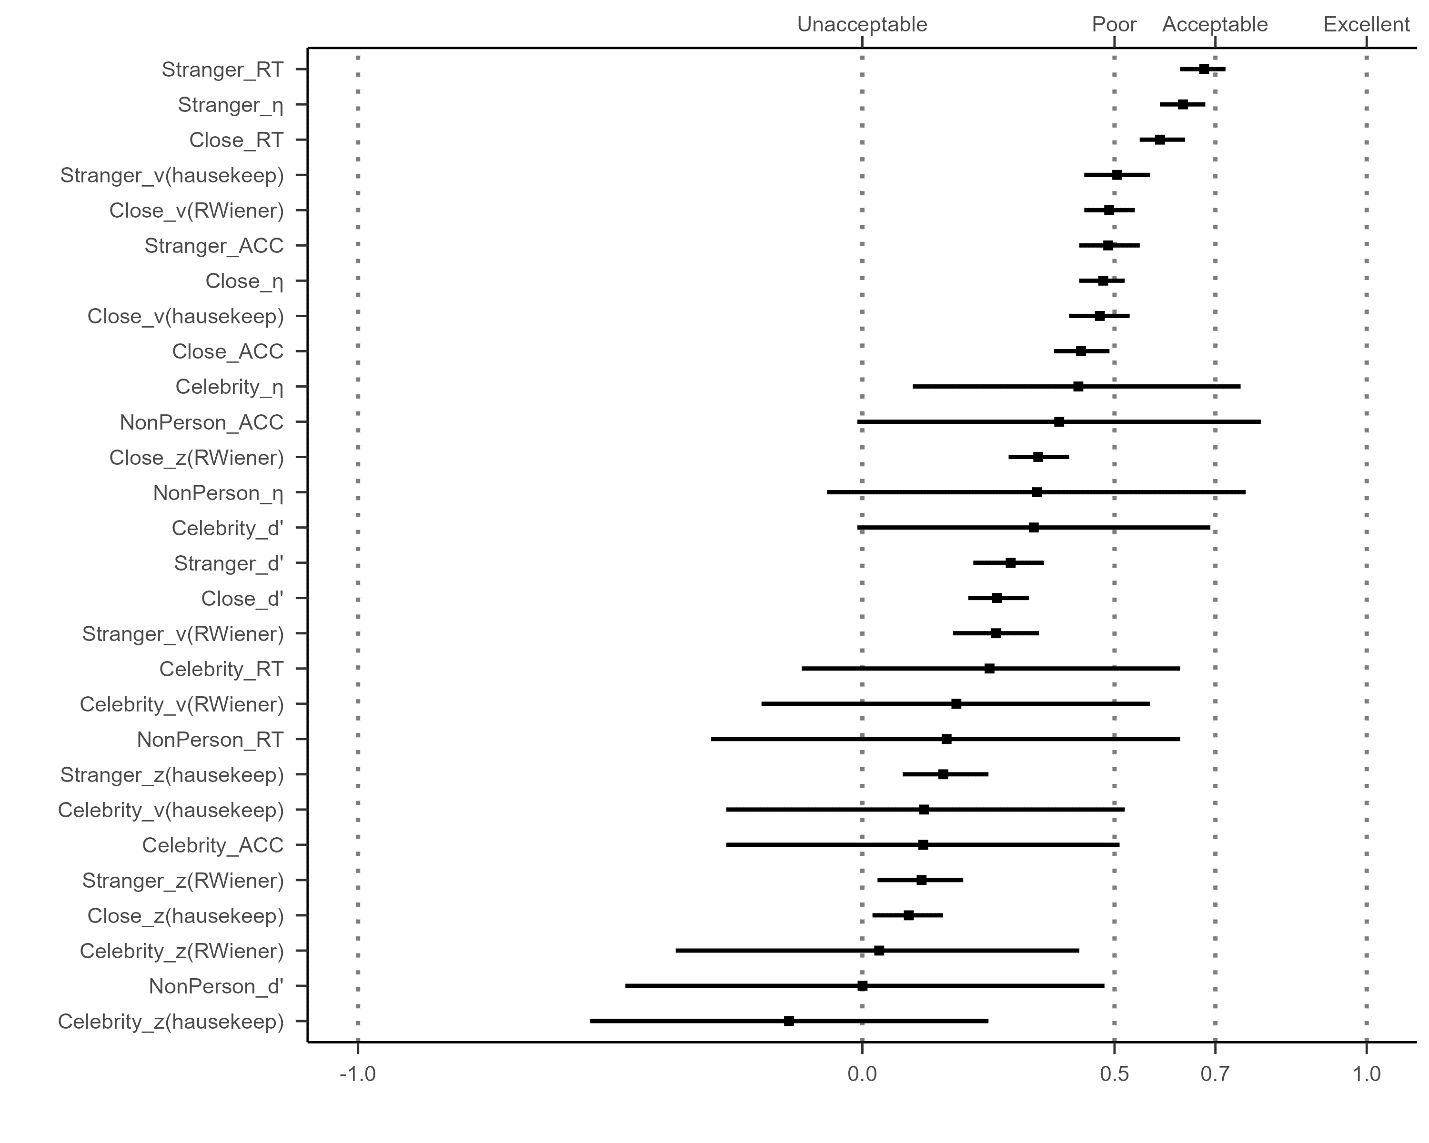 Unacceptable Poor Acceptable Excellent
Stranger_RT
Stranger_η
Close_RT
Stranger_v(hausekeep)
Close_v(RWiener)
Stranger_ACC
Close_η
Close_v(hausekeep)
Close_ACC
Celebrity_η
NonPerson_ACC
Close_z(RWiener)
NonPerson_η
Celebrity_d'
Stranger_d'
Close_d'
Stranger_v(RWiener)
Celebrity_RT
Celebrity_v(RWiener)
NonPerson_RT
Stranger_z(hausekeep)
Celebrity_v(hausekeep)
Celebrity_ACC
Stranger_z(RWiener)
Close_z(hausekeep)
Celebrity_z(RWiener)
NonPerson_d'
Celebrity_z(hausekeep)
-1.0 0.0 0.5 0.7 1.0